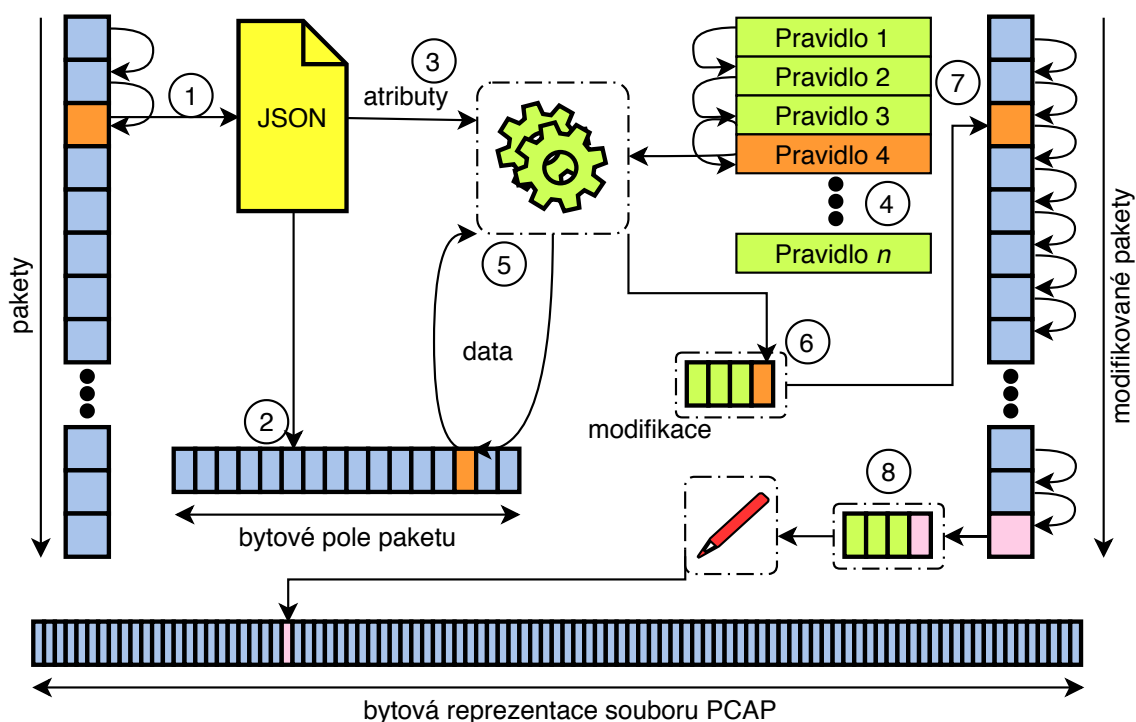 Pravidlo 1
3
7
Pravidlo 2
1
atributy
JSON
Pravidlo 3
Pravidlo 4
4
5
Pravidlo n
pakety
modifikované pakety
data
6
2
modifikace
8
bytové pole paketu
bytová reprezentace souboru PCAP